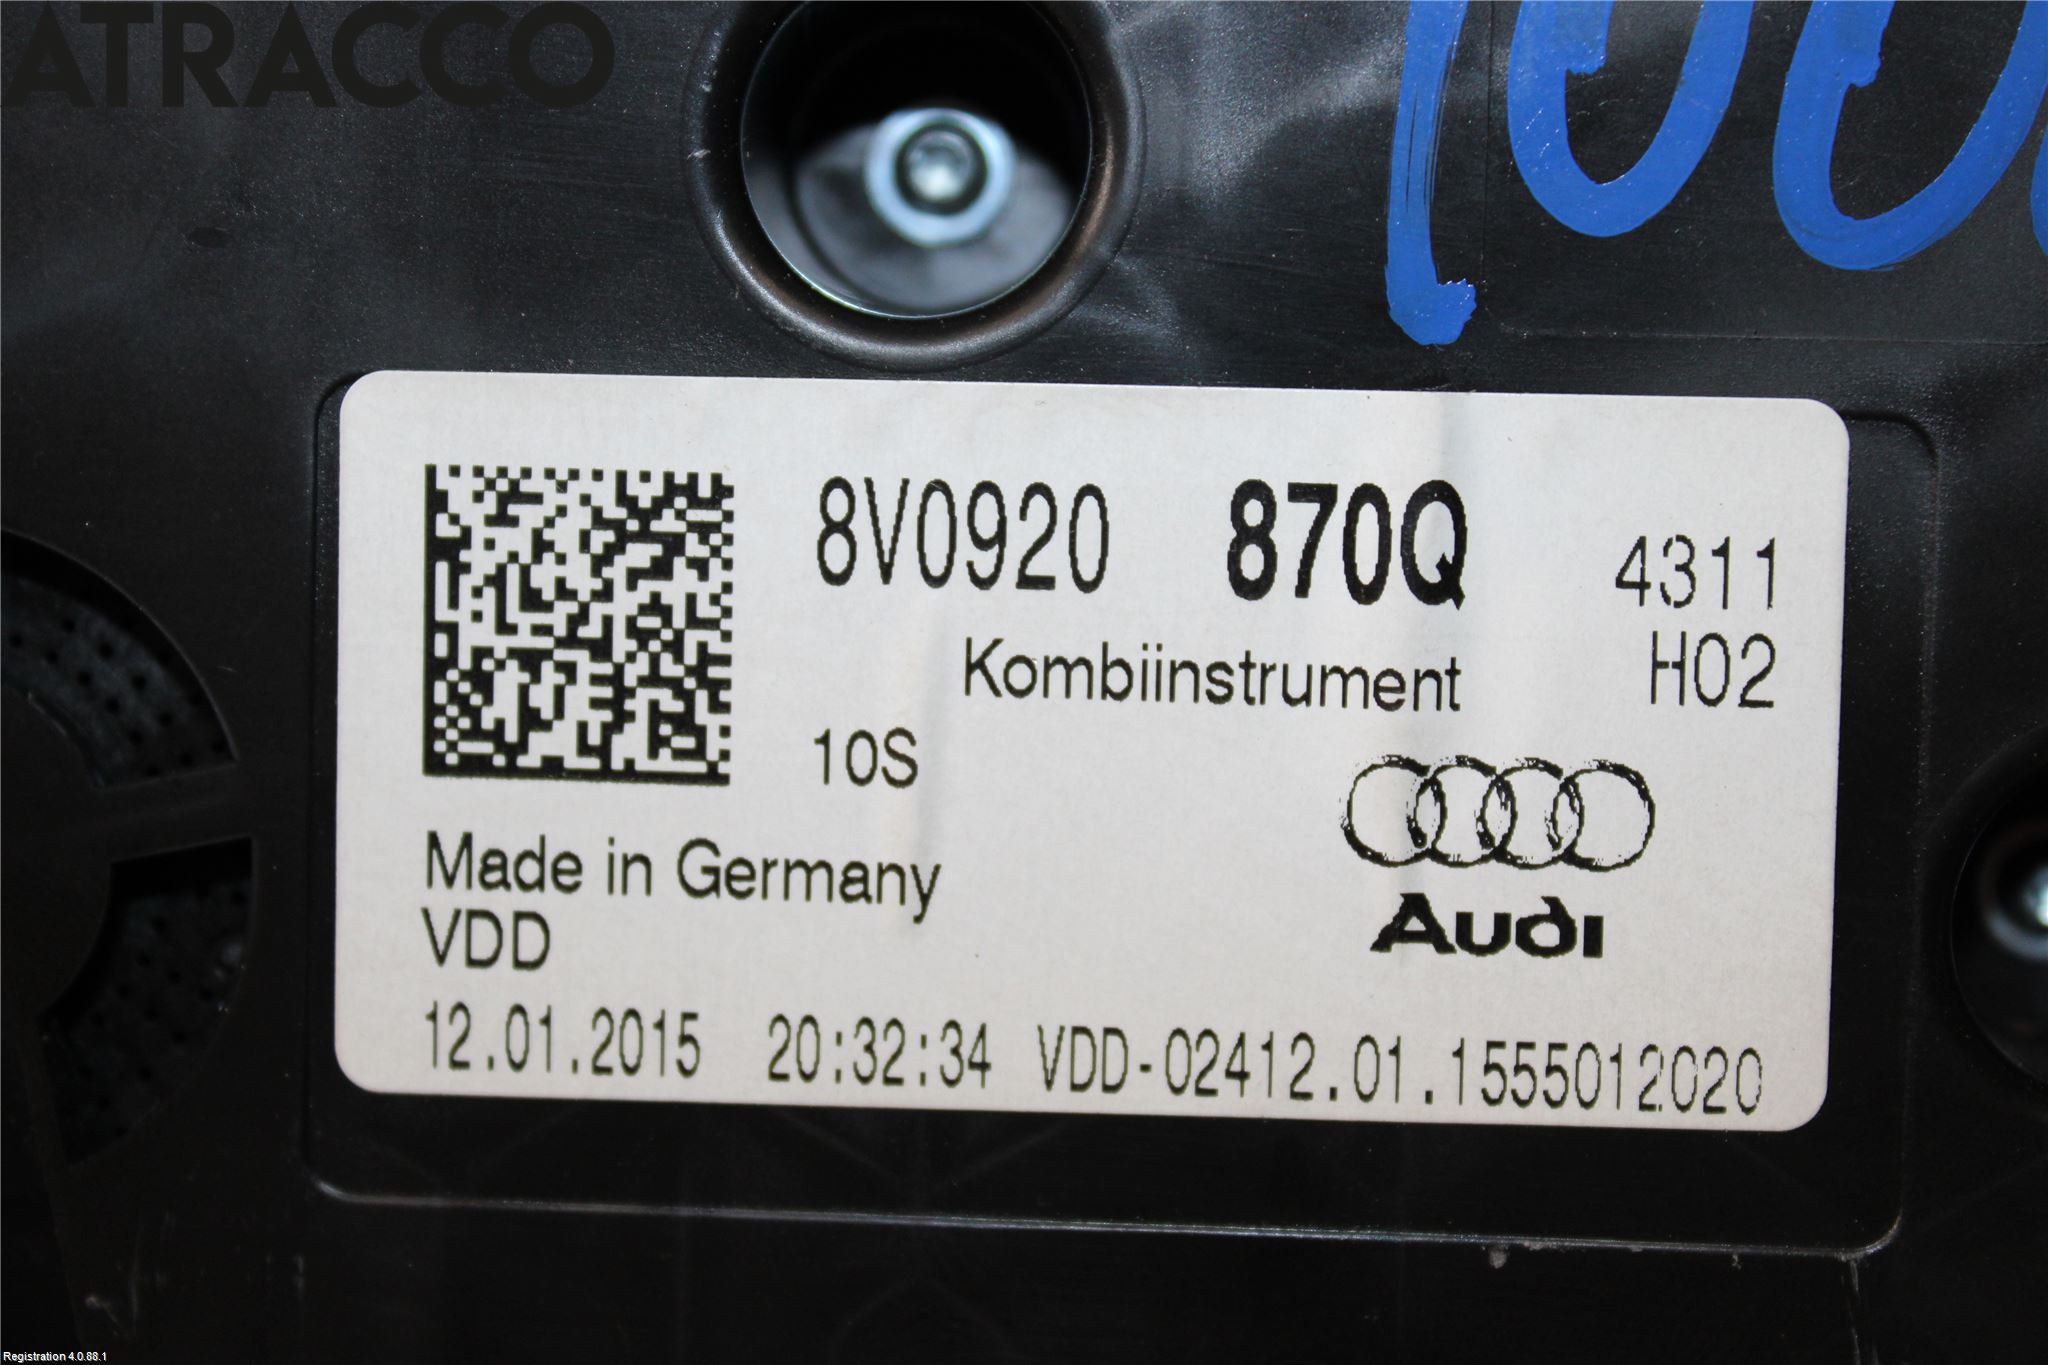 ATRACCO
8V0920 870Q 4311
Kombiinstrument H02
10S
Audi
Made in Germany
VDD
12.01.2015 20:32:34 VDD-02412.01.1555012020
Registration 4.0.88.1